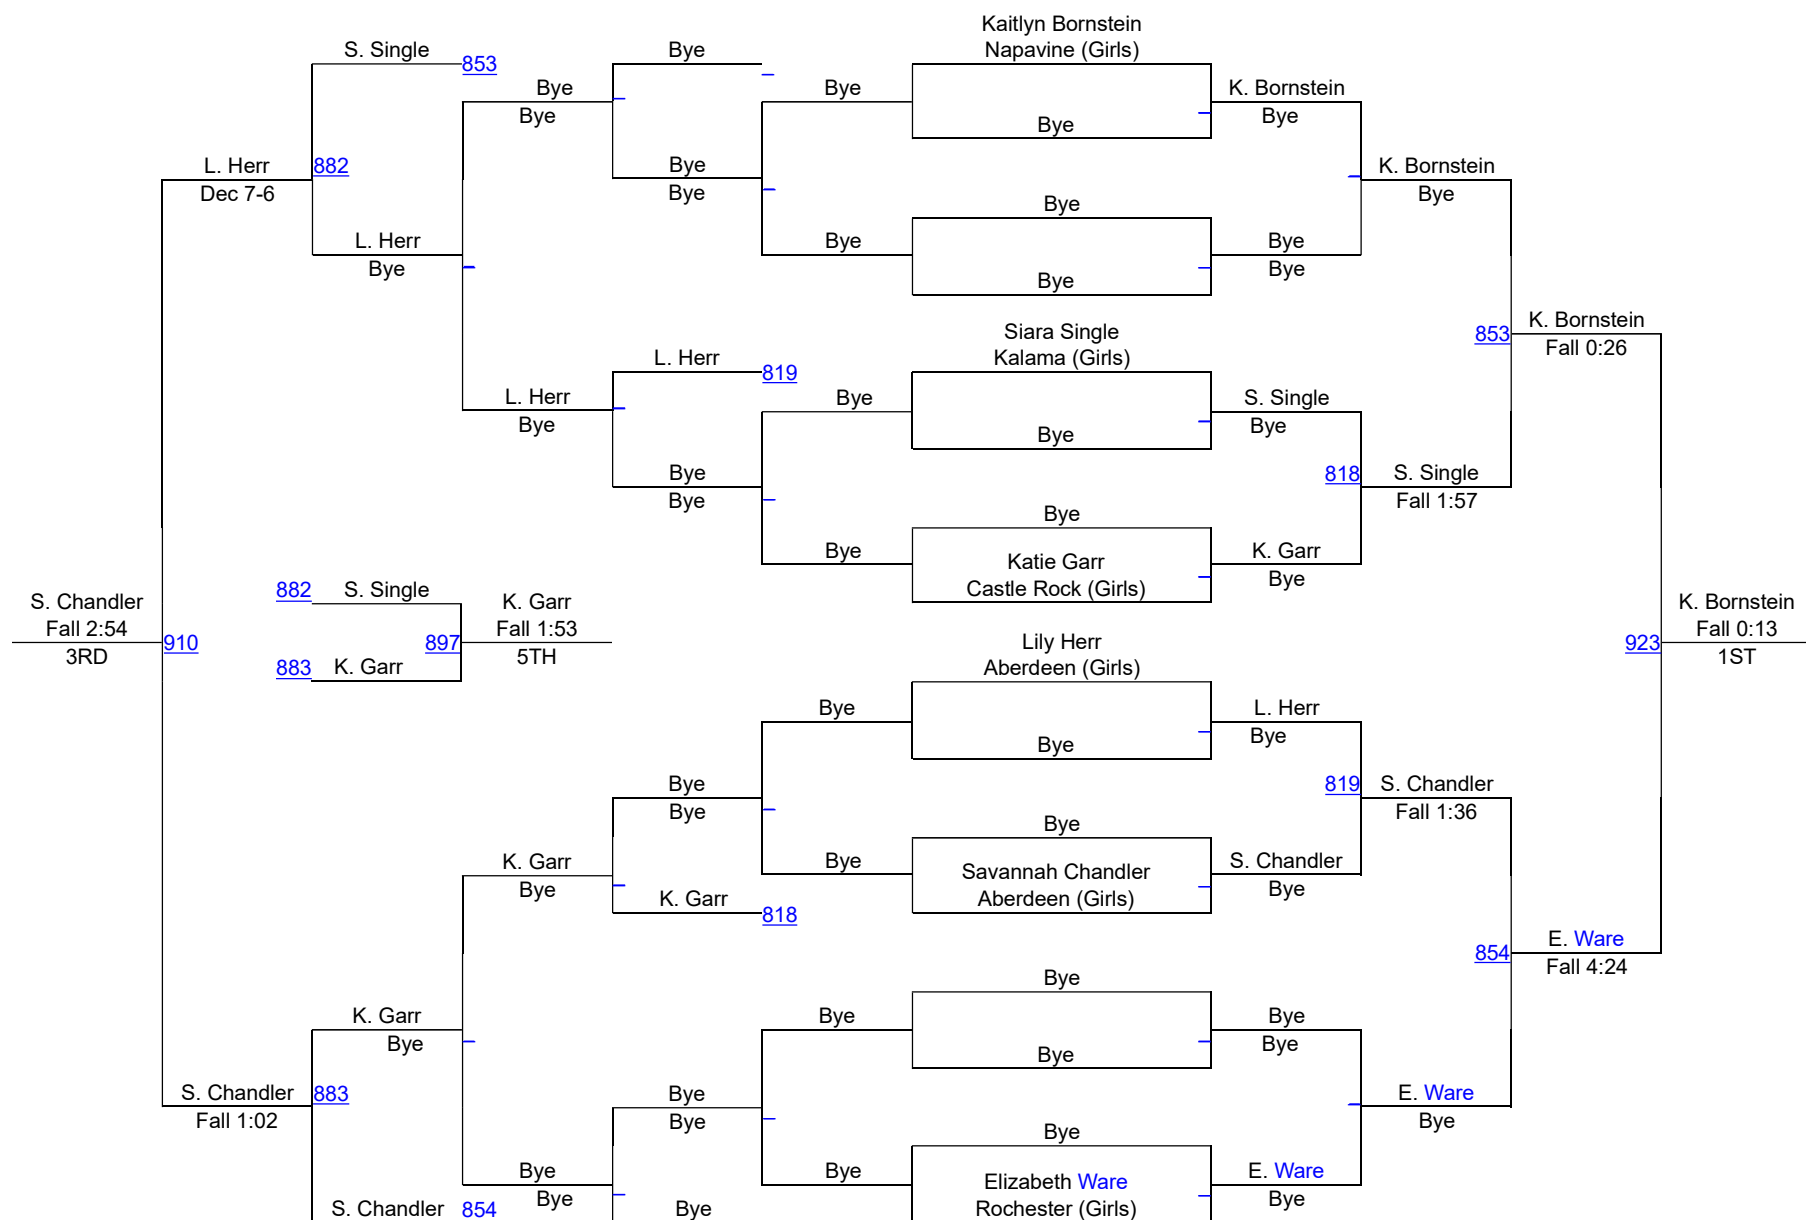 Kaitlyn Bornstein
S. Single
Bye
Napavine (Girls)
853
Bye
Bye
K. Bornstein
Bye
Bye
Bye
L. Herr
882
Bye
K. Bornstein
Dec 7-6
Bye
Bye
Bye
L. Herr
Bye
Bye
Bye
Bye
Bye
K. Bornstein
Siara Single
853
Fall 0:26
L. Herr
Kalama (Girls)
819
L. Herr
Bye
S. Single
Bye
Bye
Bye
Bye
818
S. Single
Bye
Fall 1:57
Bye
Bye
Katie Garr
K. Garr
Castle Rock (Girls)
Bye
882
S. Single
S. Chandler
K. Garr
K. Bornstein
Fall 2:54
Fall 1:53
Fall 0:13
910
897
Lily Herr
923
3RD
5TH
1ST
883
K. Garr
Aberdeen (Girls)
Bye
L. Herr
Bye
Bye
Bye
819
S. Chandler
Bye
Fall 1:36
Bye
K. Garr
Bye
Savannah Chandler
S. Chandler
Bye
K. Garr
818
Aberdeen (Girls)
Bye
E. Ware
854
Fall 4:24
Bye
K. Garr
Bye
Bye
Bye
Bye
Bye
S. Chandler
883
Bye
E. Ware
Fall 1:02
Bye
Bye
Bye
Bye
Bye
Elizabeth Ware
E. Ware
S. Chandler
854
Bye
Bye
Rochester (Girls)
Bye